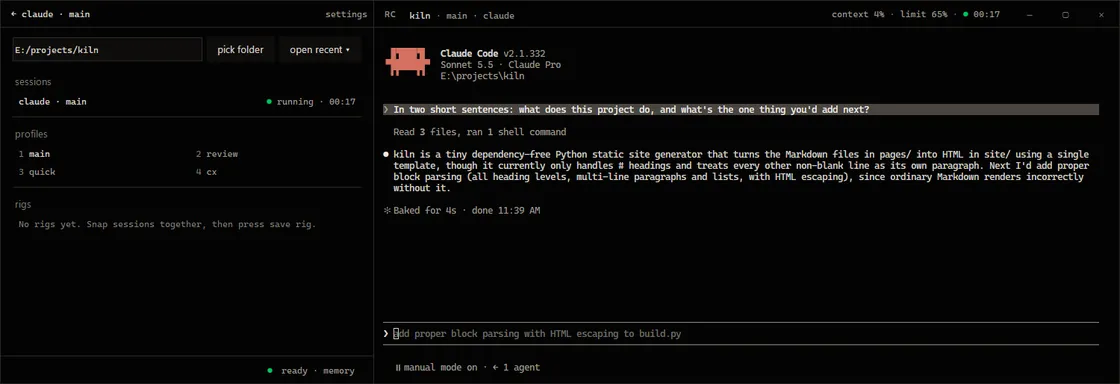 ← claude · main
settings
E:/projects/kiln
pick folder
open recent ▾
sessions
claude · main
● running · 00:17
profiles
1 main
2 review
3 quick
4 cx
rigs
No rigs yet. Snap sessions together, then press save rig.
● ready · memory
RC kiln · main · claude
context 4% · limit 65% · ● 00:17
Claude Code v2.1.332
Sonnet 5.5 · Claude Pro
E:\projects\kiln
❯ In two short sentences: what does this project do, and what's the one thing you'd add next?
Read 3 files, ran 1 shell command
● kiln is a tiny dependency-free Python static site generator that turns the Markdown files in pages/ into HTML in site/ using a single
template, though it currently only handles # headings and treats every other non-blank line as its own paragraph. Next I'd add proper
block parsing (all heading levels, multi-line paragraphs and lists, with HTML escaping), since ordinary Markdown renders incorrectly
without it.
✻ Baked for 4s · done 11:39 AM
❯ add proper block parsing with HTML escaping to build.py
⏸ manual mode on · ← 1 agent